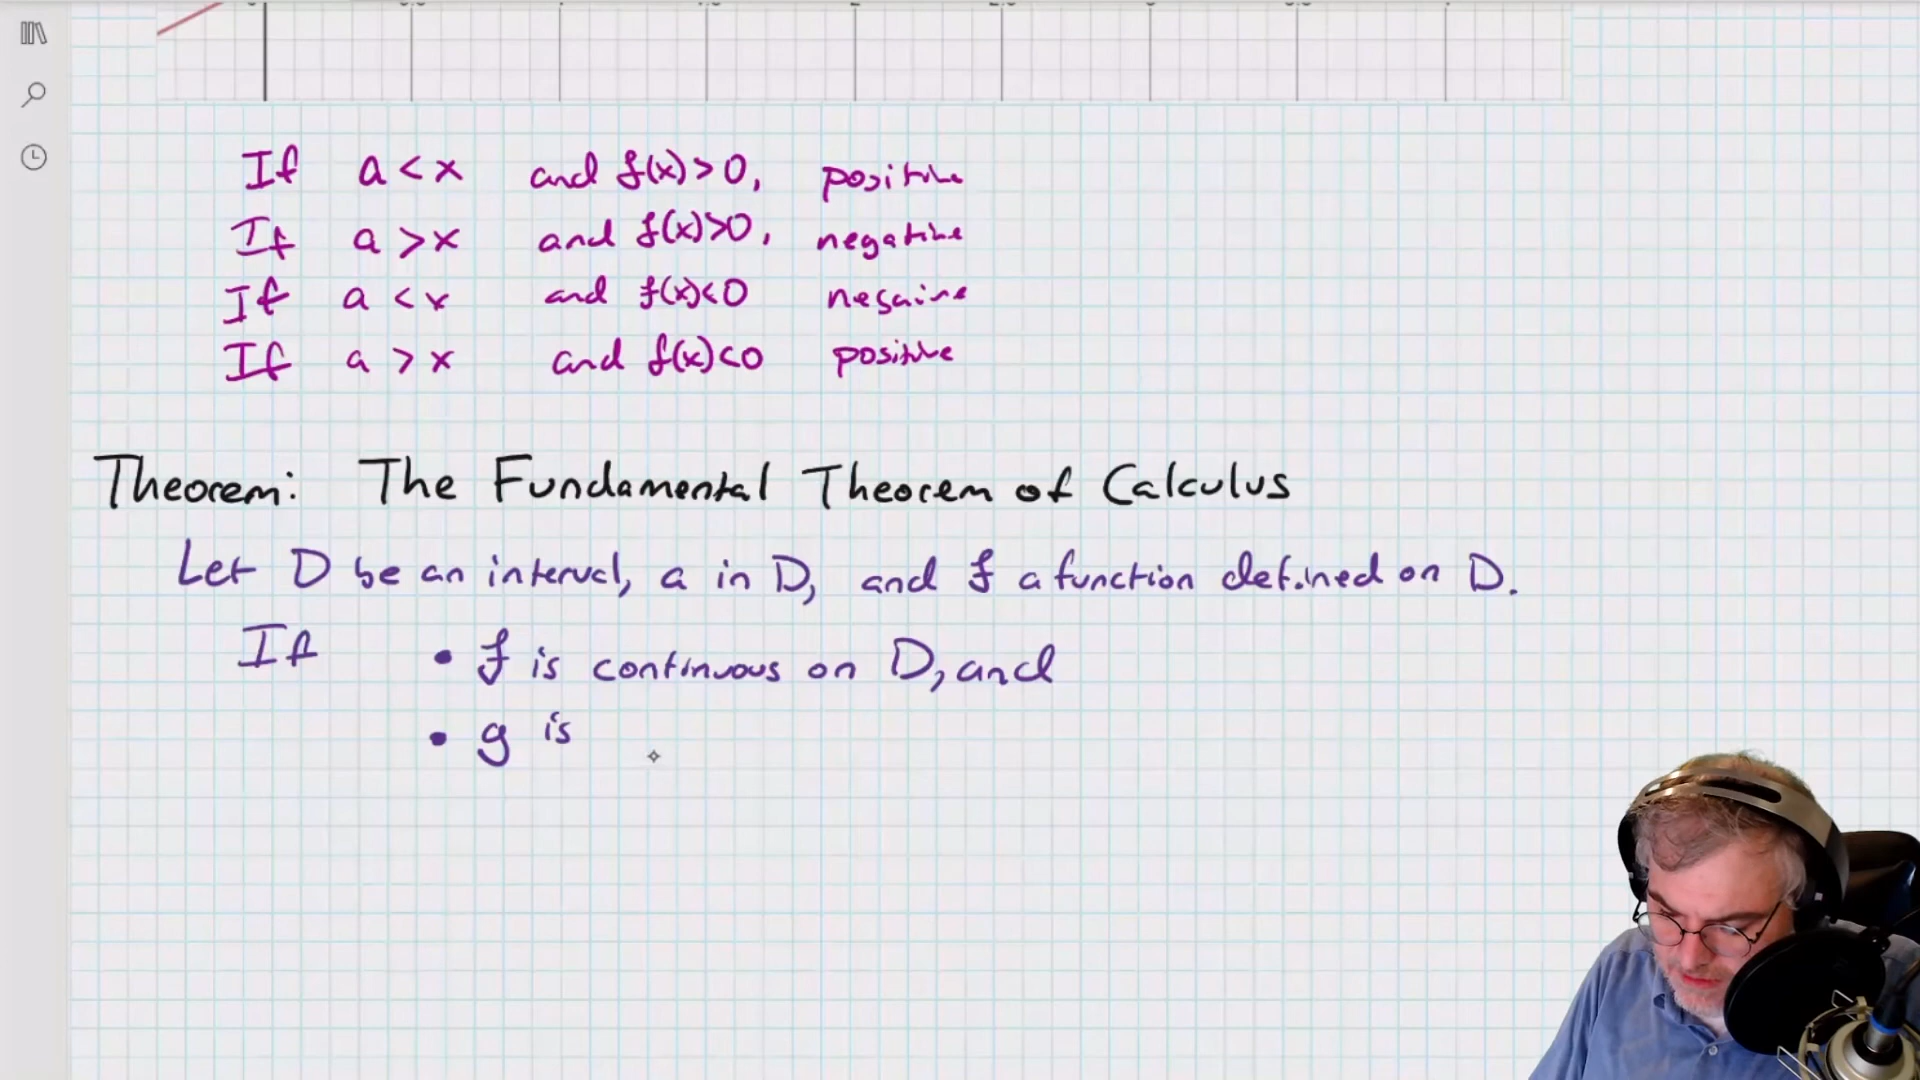 If a < x and f(x) > 0, positive
If a > x and f(x) > 0, negative
If a < x and f(x) < 0 negative
If a > x and f(x) < 0 positive
Theorem: The Fundamental Theorem of Calculus
Let D be an interval, a in D, and f a function defined on D.
If • f is continuous on D, and
• g is